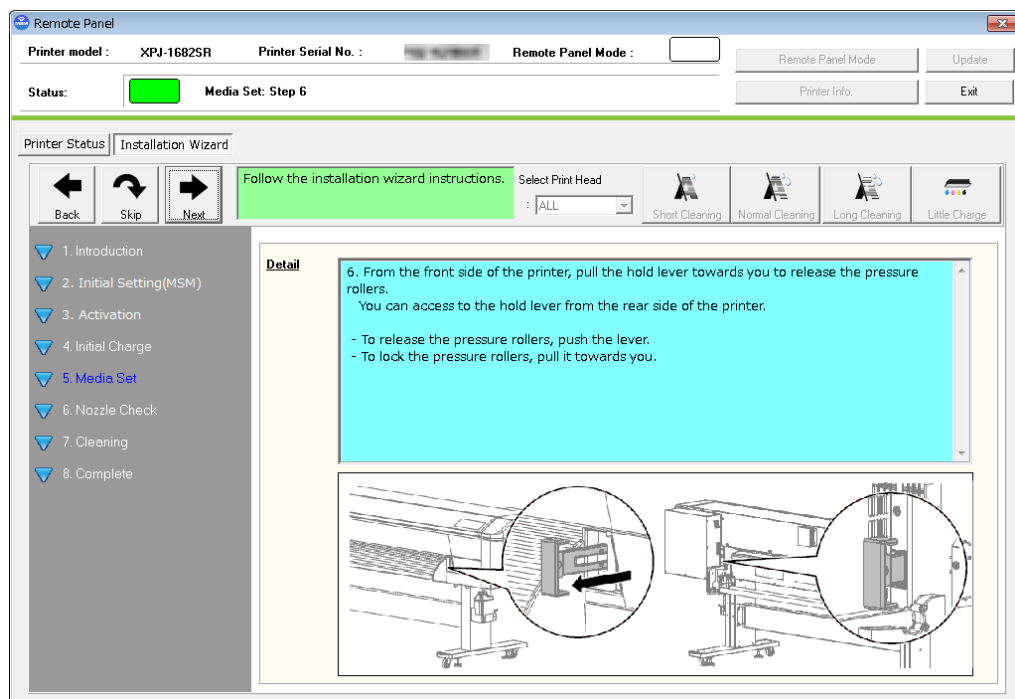 Remote Panel
Printer model : XPJ-1682SR Printer Serial No. : Remote Panel Mode :
Remote Panel Mode Update
Status: Media Set: Step 6
Printer Info. Exit
Printer Status Installation Wizard
Follow the installation wizard instructions. Select Print Head
: ALL
Back Skip Next Short Cleaning Normal Cleaning Long Cleaning Little Charge
1. Introduction
2. Initial Setting(MSM)
3. Activation
4. Initial Charge
5. Media Set
6. Nozzle Check
7. Cleaning
8. Complete
Detail
6. From the front side of the printer, pull the hold lever towards you to release the pressure
rollers.
You can access to the hold lever from the rear side of the printer.
- To release the pressure rollers, push the lever.
- To lock the pressure rollers, pull it towards you.